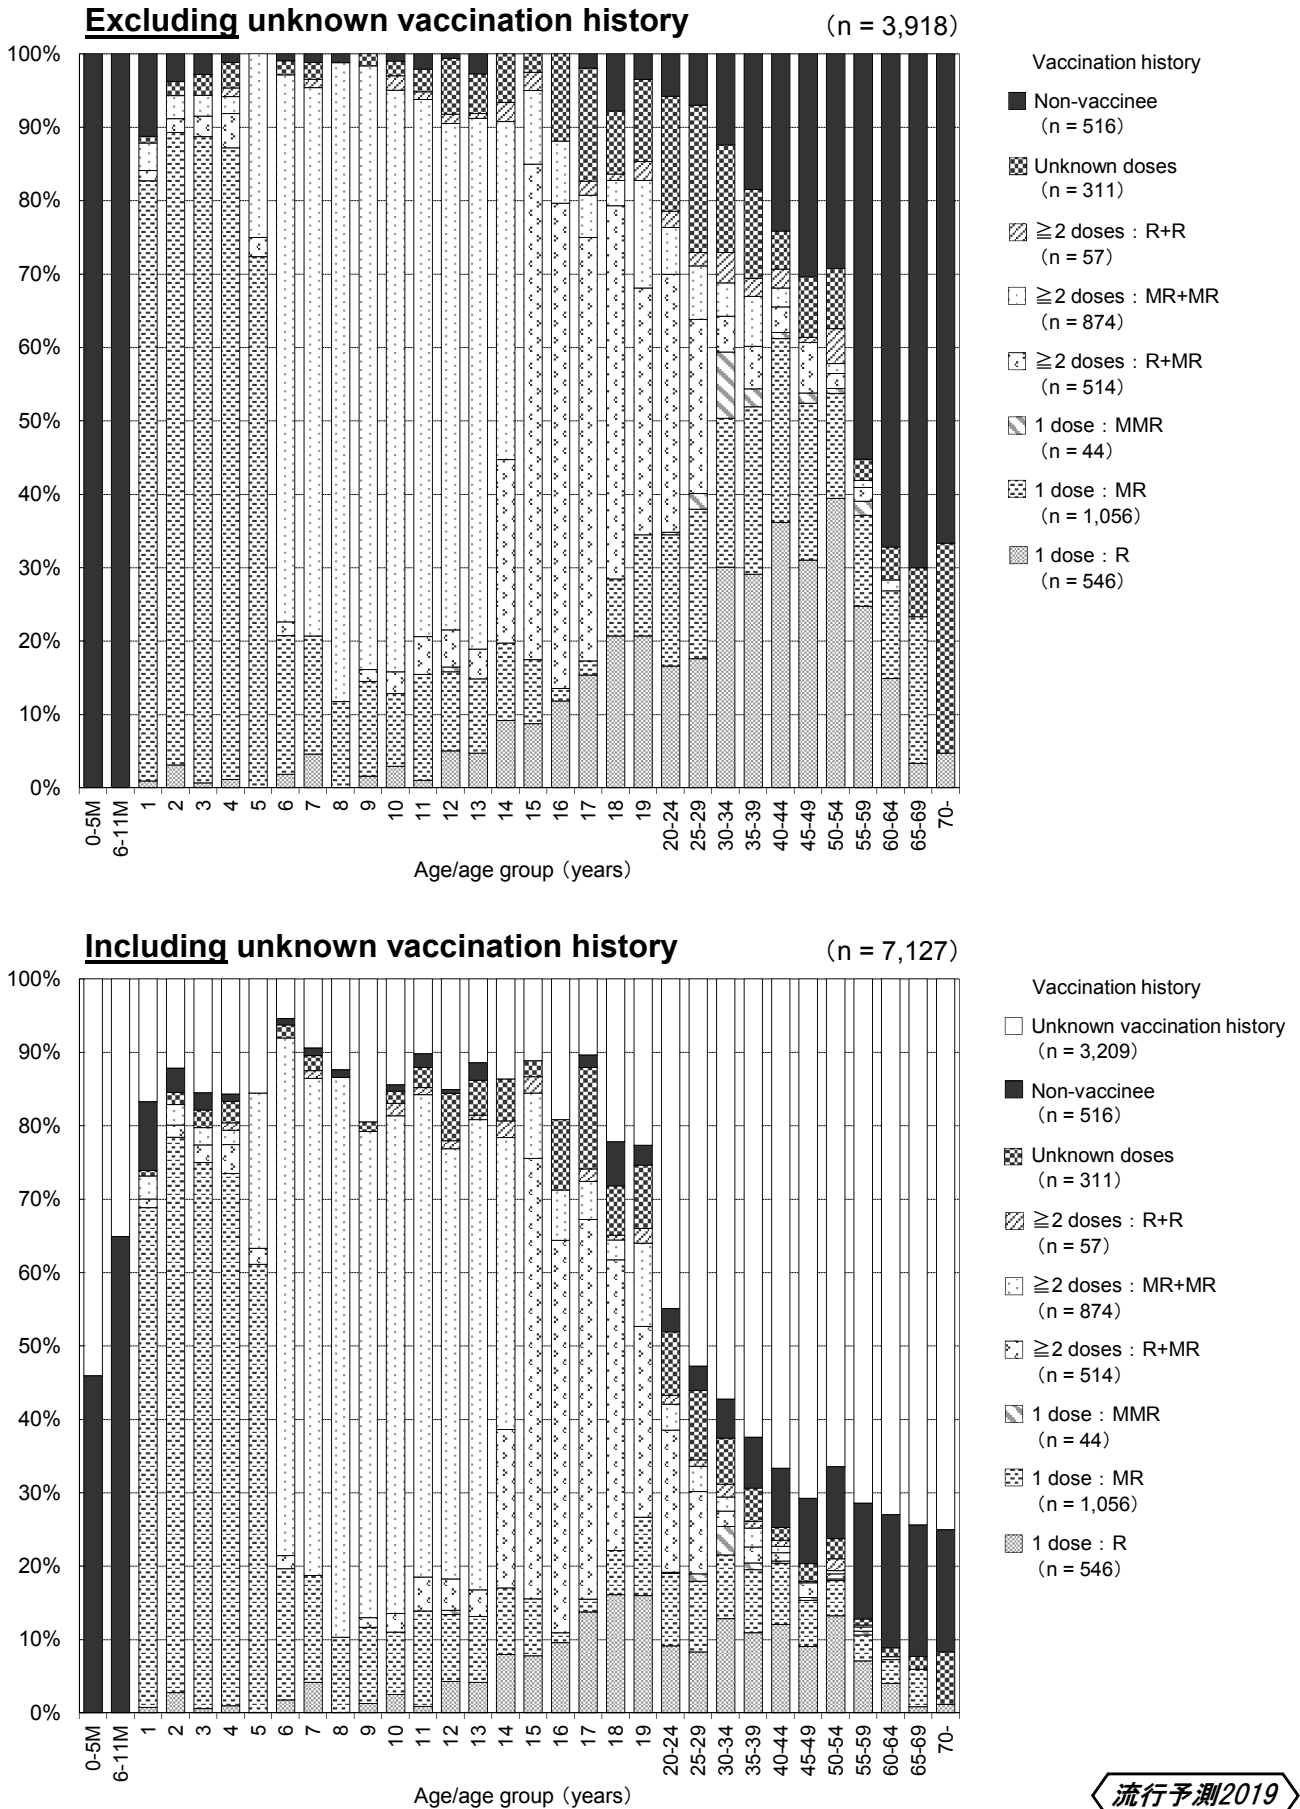 Excluding unknown vaccination history
（n = 3,918）
100%
90%
80%
70%
60%
50%
40%
30%
20%
10%
0%
0-5M
6-11M
1
2
3
4
5
6
7
8
9
10
11
12
13
14
15
16
17
18
19
20-24
25-29
30-34
35-39
40-44
45-49
50-54
55-59
60-64
65-69
70-
Age/age group（years）
Vaccination history
Non-vaccinee
（n = 516）
Unknown doses
（n = 311）
≧2 doses : R+R
（n = 57）
≧2 doses : MR+MR
（n = 874）
≧2 doses : R+MR
（n = 514）
1 dose : MMR
（n = 44）
1 dose : MR
（n = 1,056）
1 dose : R
（n = 546）
Including unknown vaccination history
（n = 7,127）
100%
90%
80%
70%
60%
50%
40%
30%
20%
10%
0%
0-5M
6-11M
1
2
3
4
5
6
7
8
9
10
11
12
13
14
15
16
17
18
19
20-24
25-29
30-34
35-39
40-44
45-49
50-54
55-59
60-64
65-69
70-
Age/age group（years）
Vaccination history
Unknown vaccination history
（n = 3,209）
Non-vaccinee
（n = 516）
Unknown doses
（n = 311）
≧2 doses : R+R
（n = 57）
≧2 doses : MR+MR
（n = 874）
≧2 doses : R+MR
（n = 514）
1 dose : MMR
（n = 44）
1 dose : MR
（n = 1,056）
1 dose : R
（n = 546）
流行予測2019